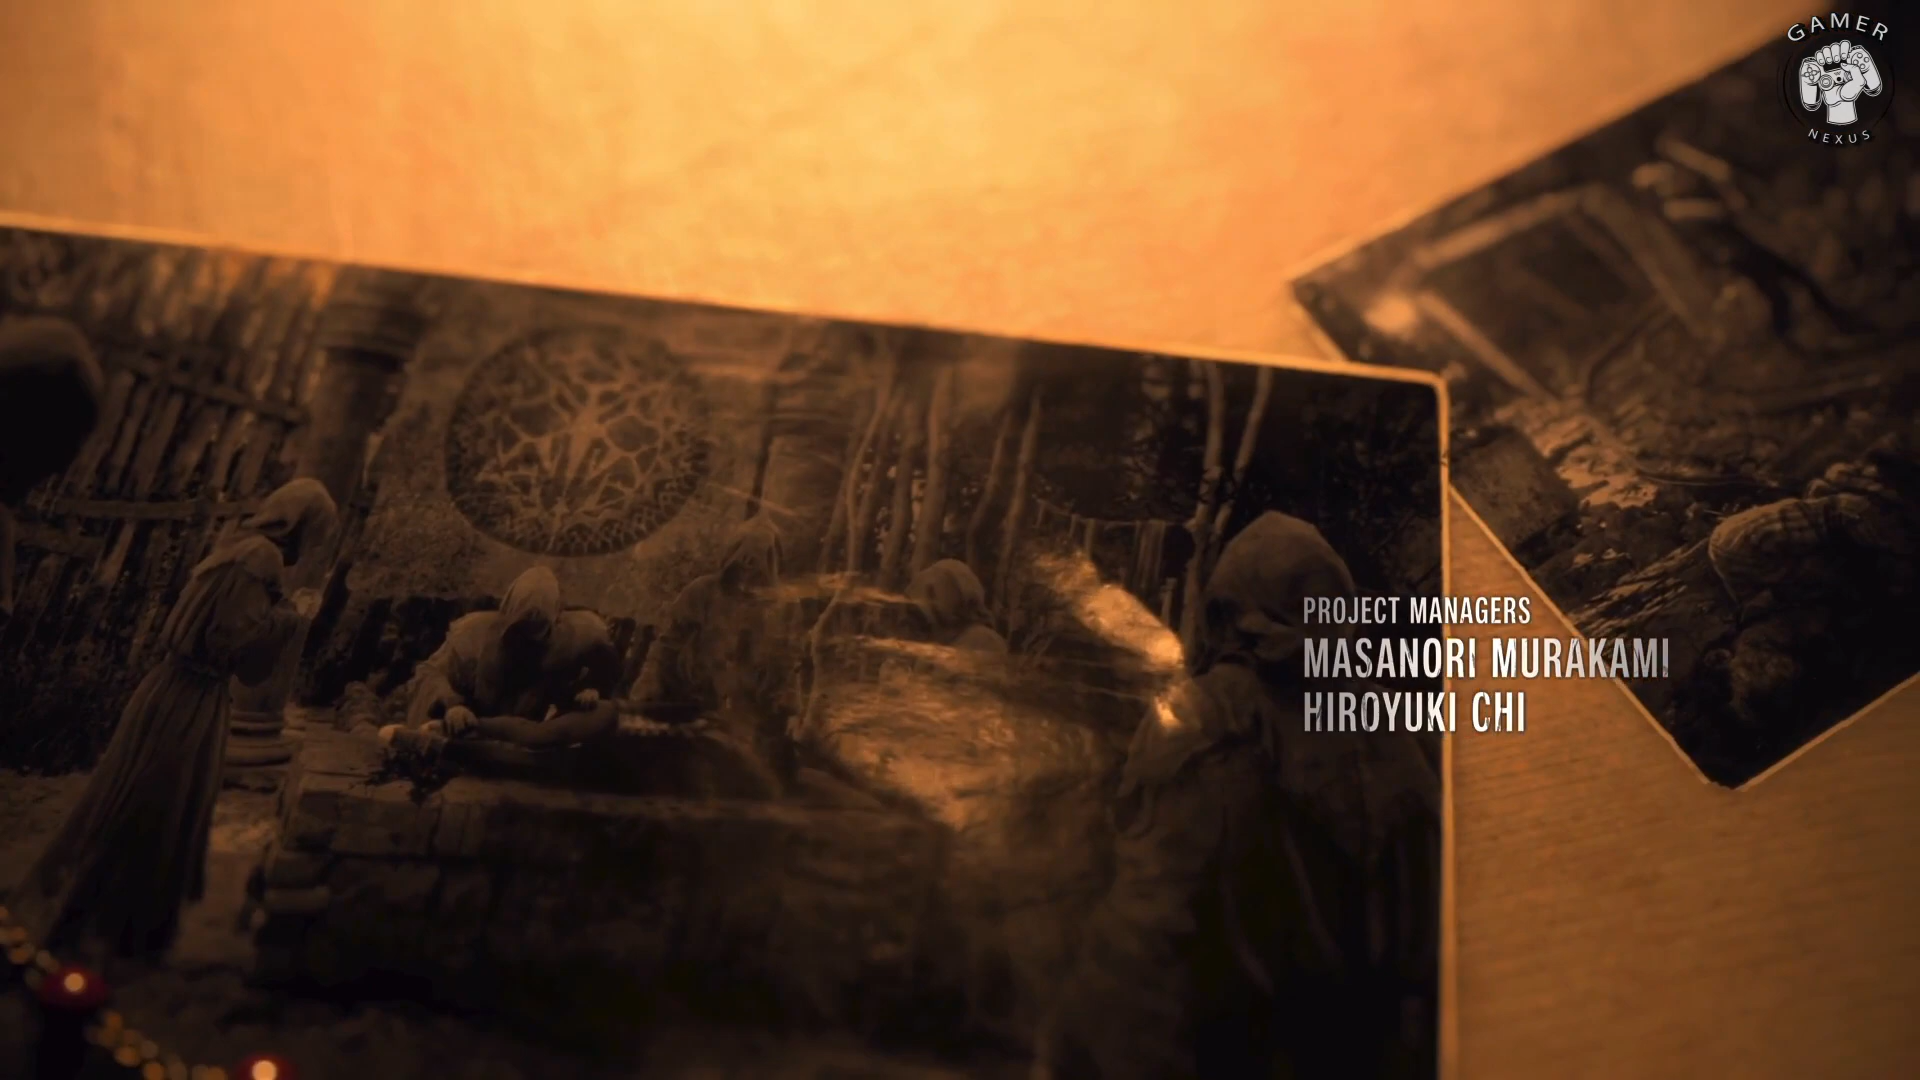 GAMER
NEXUS
PROJECT MANAGERS
MASANORI MURAKAMI
HIROYUKI CHI